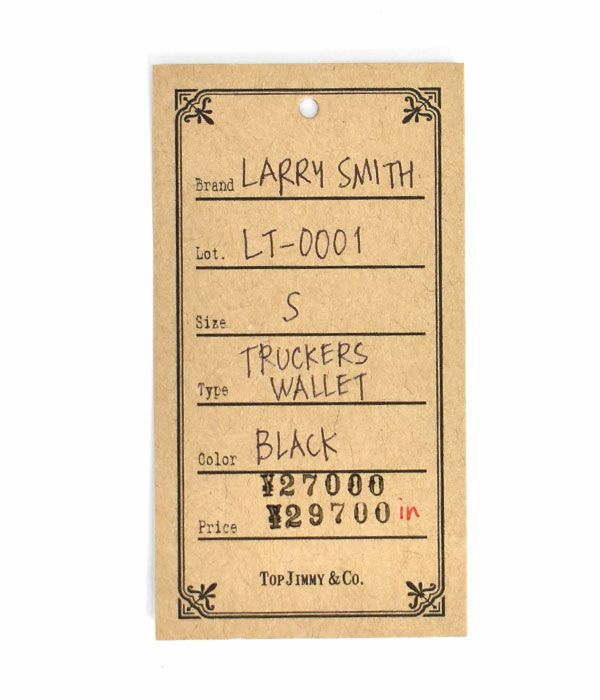 Brand LARRY SMITH
Lot. LT-0001
Size S
TRUCKERS
Type WALLET
Color BLACK
¥27000
Price ¥29700 in
TOP JIMMY & CO.